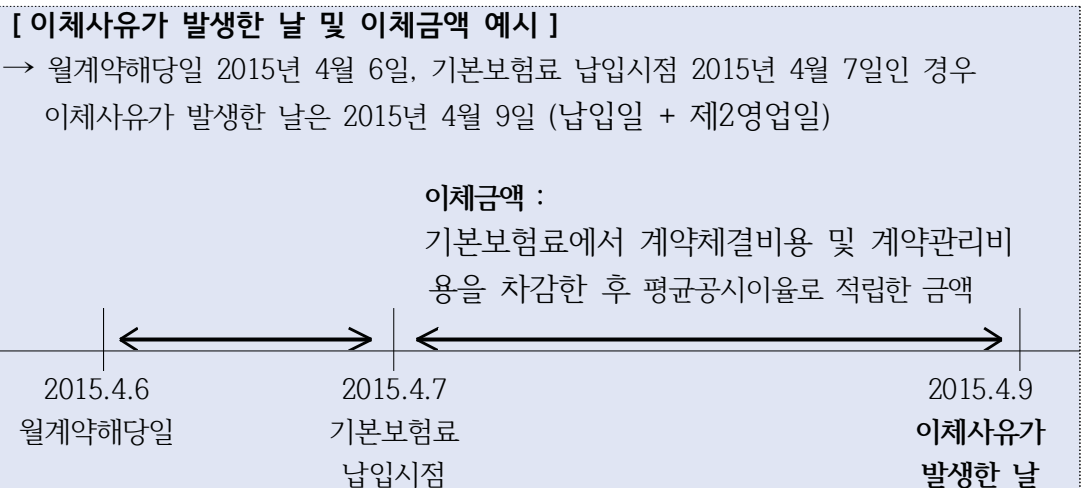 [ 이체사유가 발생한 날 및 이체금액 예시 ]
→ 월계약해당일 2015년 4월 6일, 기본보험료 납입시점 2015년 4월 7일인 경우
이체사유가 발생한 날은 2015년 4월 9일 (납입일 + 제2영업일)
이체금액 :
기본보험료에서 계약체결비용 및 계약관리비
용을 차감한 후 평균공시이율로 적립한 금액
2015.4.6 2015.4.7 2015.4.9
월계약해당일 기본보험료 이체사유가
납입시점 발생한 날